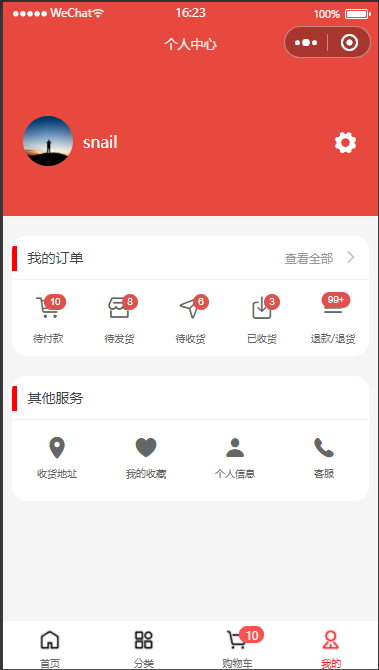 WeChat 16:23 100%
个人中心
snail
我的订单 查看全部
10 8 6 3 99+
待付款 待发货 待收货 已收货 退款/退货
其他服务
收货地址 我的收藏 个人信息 客服
10
首页 分类 购物车 我的